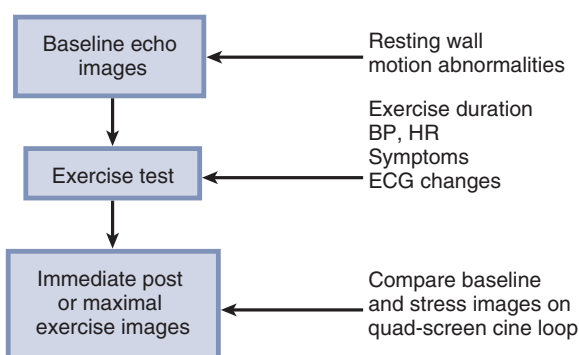 Baseline echo
images
Resting wall
motion abnormalities
Exercise test
Exercise duration
BP, HR
Symptoms
ECG changes
Immediate post
or maximal
exercise images
Compare baseline
and stress images on
quad-screen cine loop